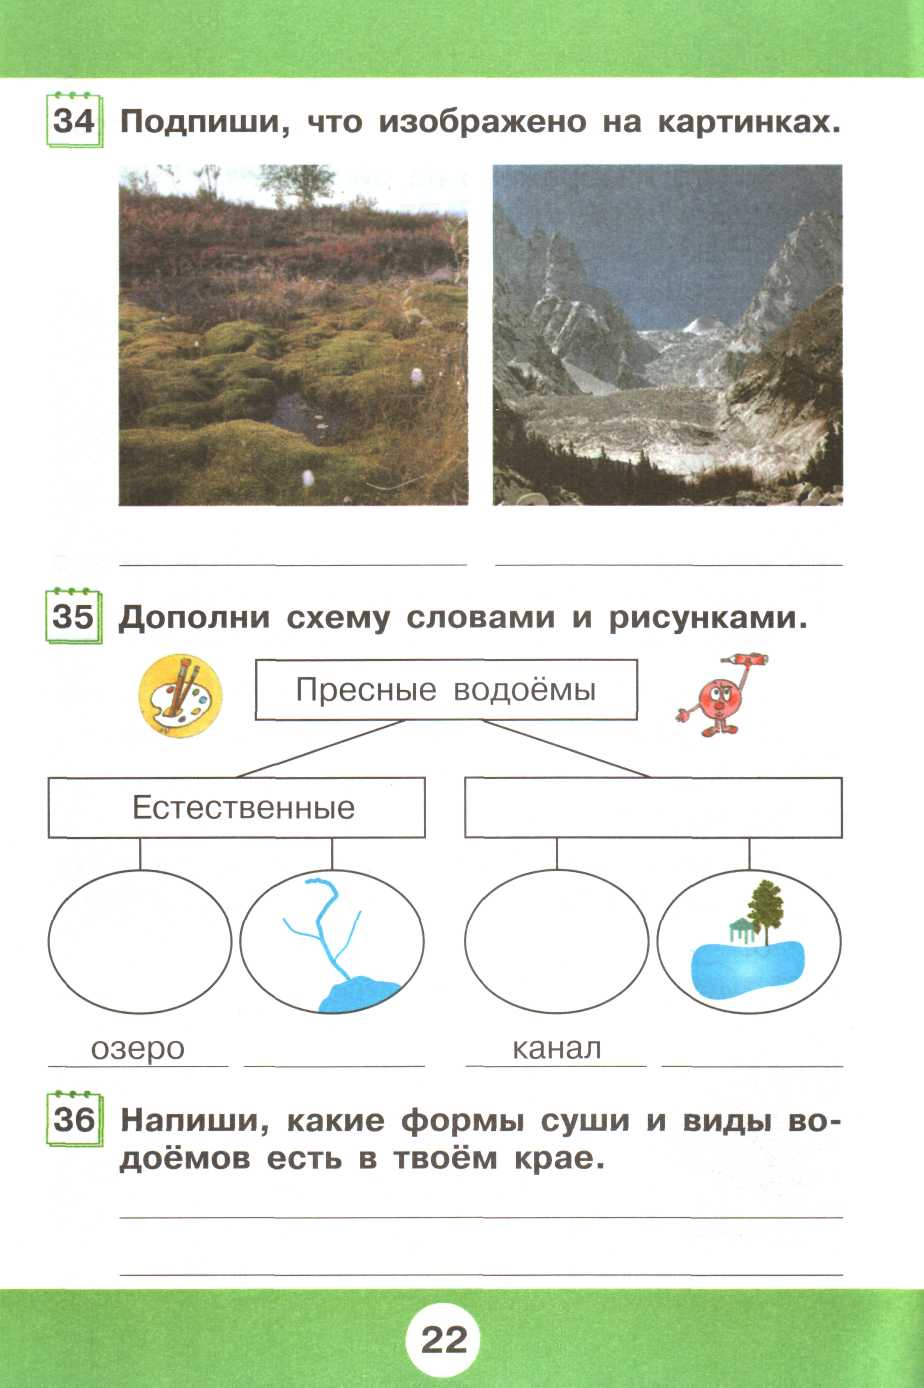 34 Подпиши, что изображено на картинках.
35 Дополни схему словами и рисунками.
Пресные водоёмы
Естественные
озеро
канал
36 Напиши, какие формы суши и виды во-
доёмов есть в твоём крае.
22